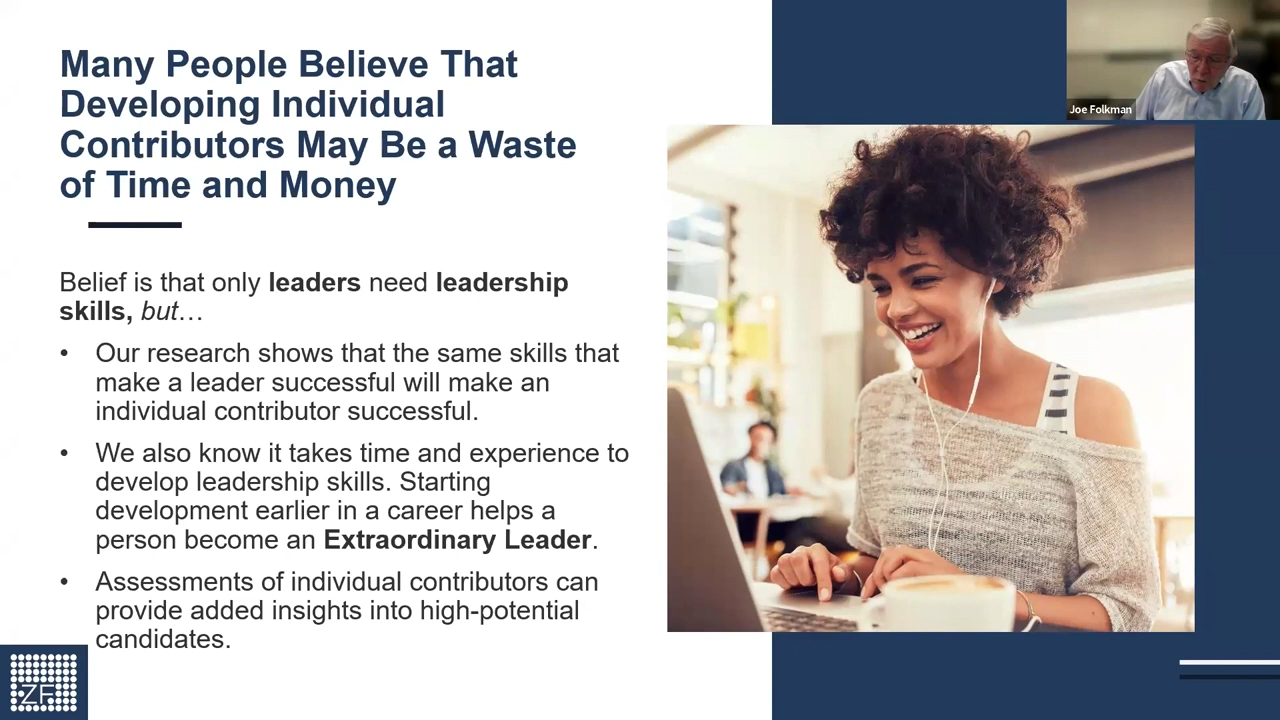 Many People Believe That
Developing Individual
Contributors May Be a Waste
of Time and Money
Joe Folkman
Belief is that only leaders need leadership
skills, but…
• Our research shows that the same skills that
make a leader successful will make an
individual contributor successful.
• We also know it takes time and experience to
develop leadership skills. Starting
development earlier in a career helps a
person become an Extraordinary Leader.
• Assessments of individual contributors can
provide added insights into high-potential
candidates.
ZF